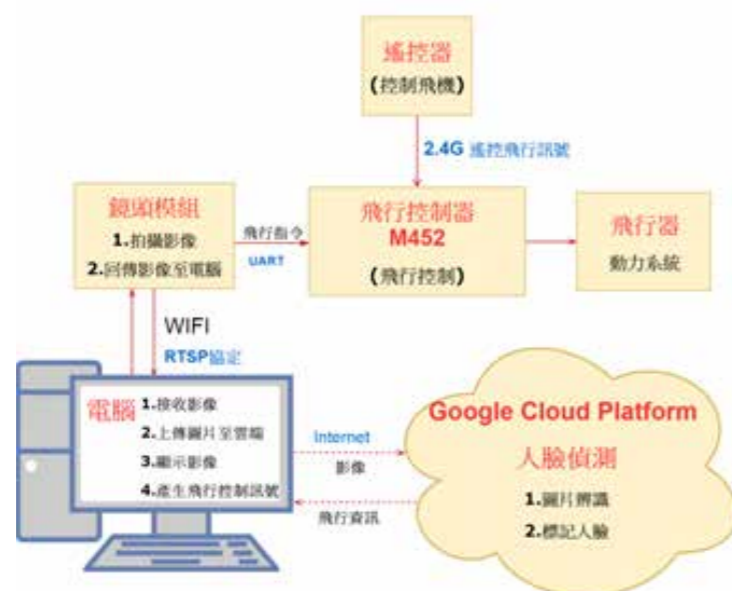 遙控器
(控制飛機)
2.4G 遙控飛行訊號
鏡頭模組
1.拍攝影像
2.回傳影像至電腦
飛行指令
UART
飛行控制器
M452
(飛行控制)
飛行器
動力系統
WIFI
RTSP協定
電腦
1.接收影像
2.上傳圖片至雲端
3.顯示影像
4.產生飛行控制訊號
Internet
影像
飛行資訊
Google Cloud Platform
人臉偵測
1.圖片辨識
2.標記人臉